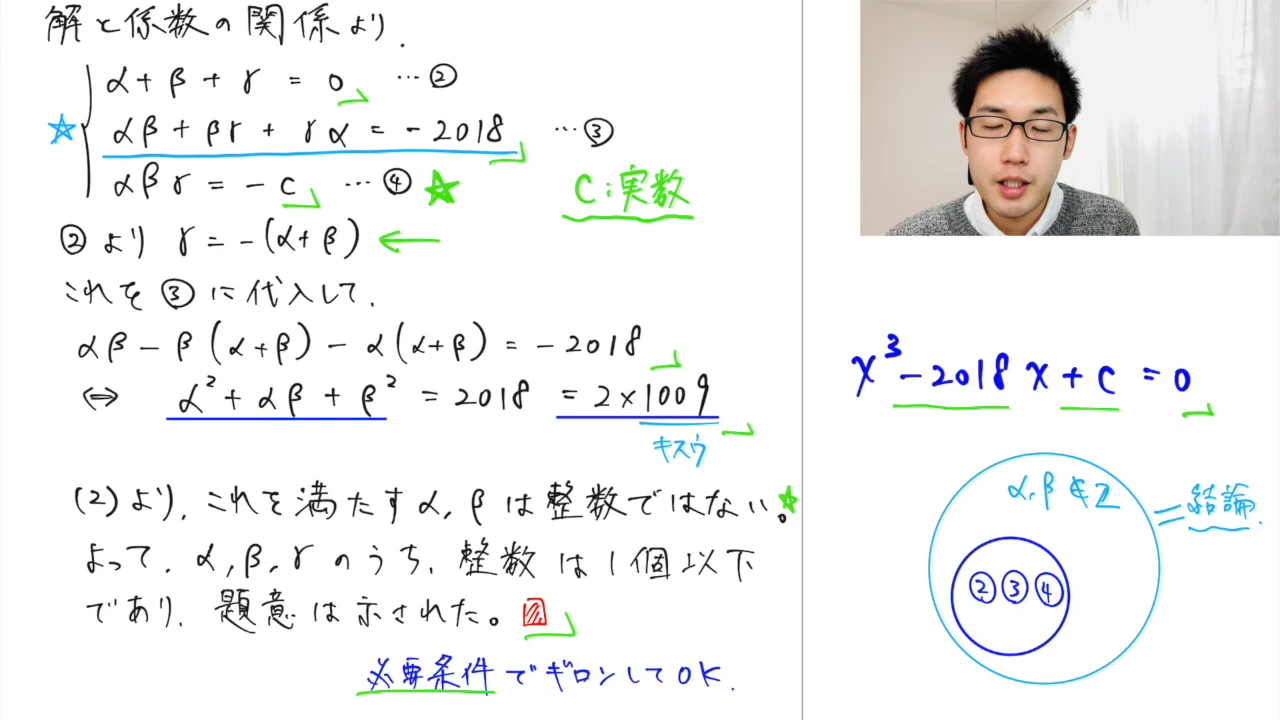 解と係数の関係より.
α+β+γ = 0 …②
αβ+βγ+γα = -2018 …③
αβγ = -c …④
c:実数
②より γ=-(α+β)
これを③に代入して.
αβ-β(α+β)-α(α+β) = -2018
⇔ α²+αβ+β² = 2018 = 2×1009
キスウ
(2)より,これを満たすα,βは整数ではない。
よって,α,β,γのうち,整数は1個以下
であり,題意は示された。
必要条件でギロンしてOK.
x³-2018x+c=0
α,β∉Z
=結論.
②③④